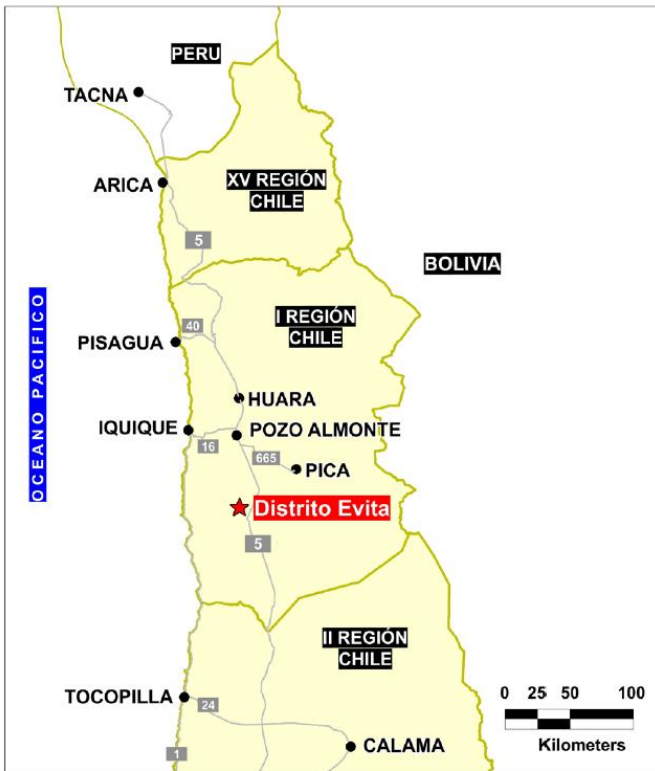 PERU
TACNA
ARICA
XV REGIÓN
CHILE
5
BOLIVIA
OCEANO PACIFICO
I REGIÓN
CHILE
40
PISAGUA
HUARA
IQUIQUE
POZO ALMONTE
16
665
PICA
Distrito Evita
5
II REGIÓN
CHILE
TOCOPILLA
24
0 25 50 100
Kilometers
1
CALAMA